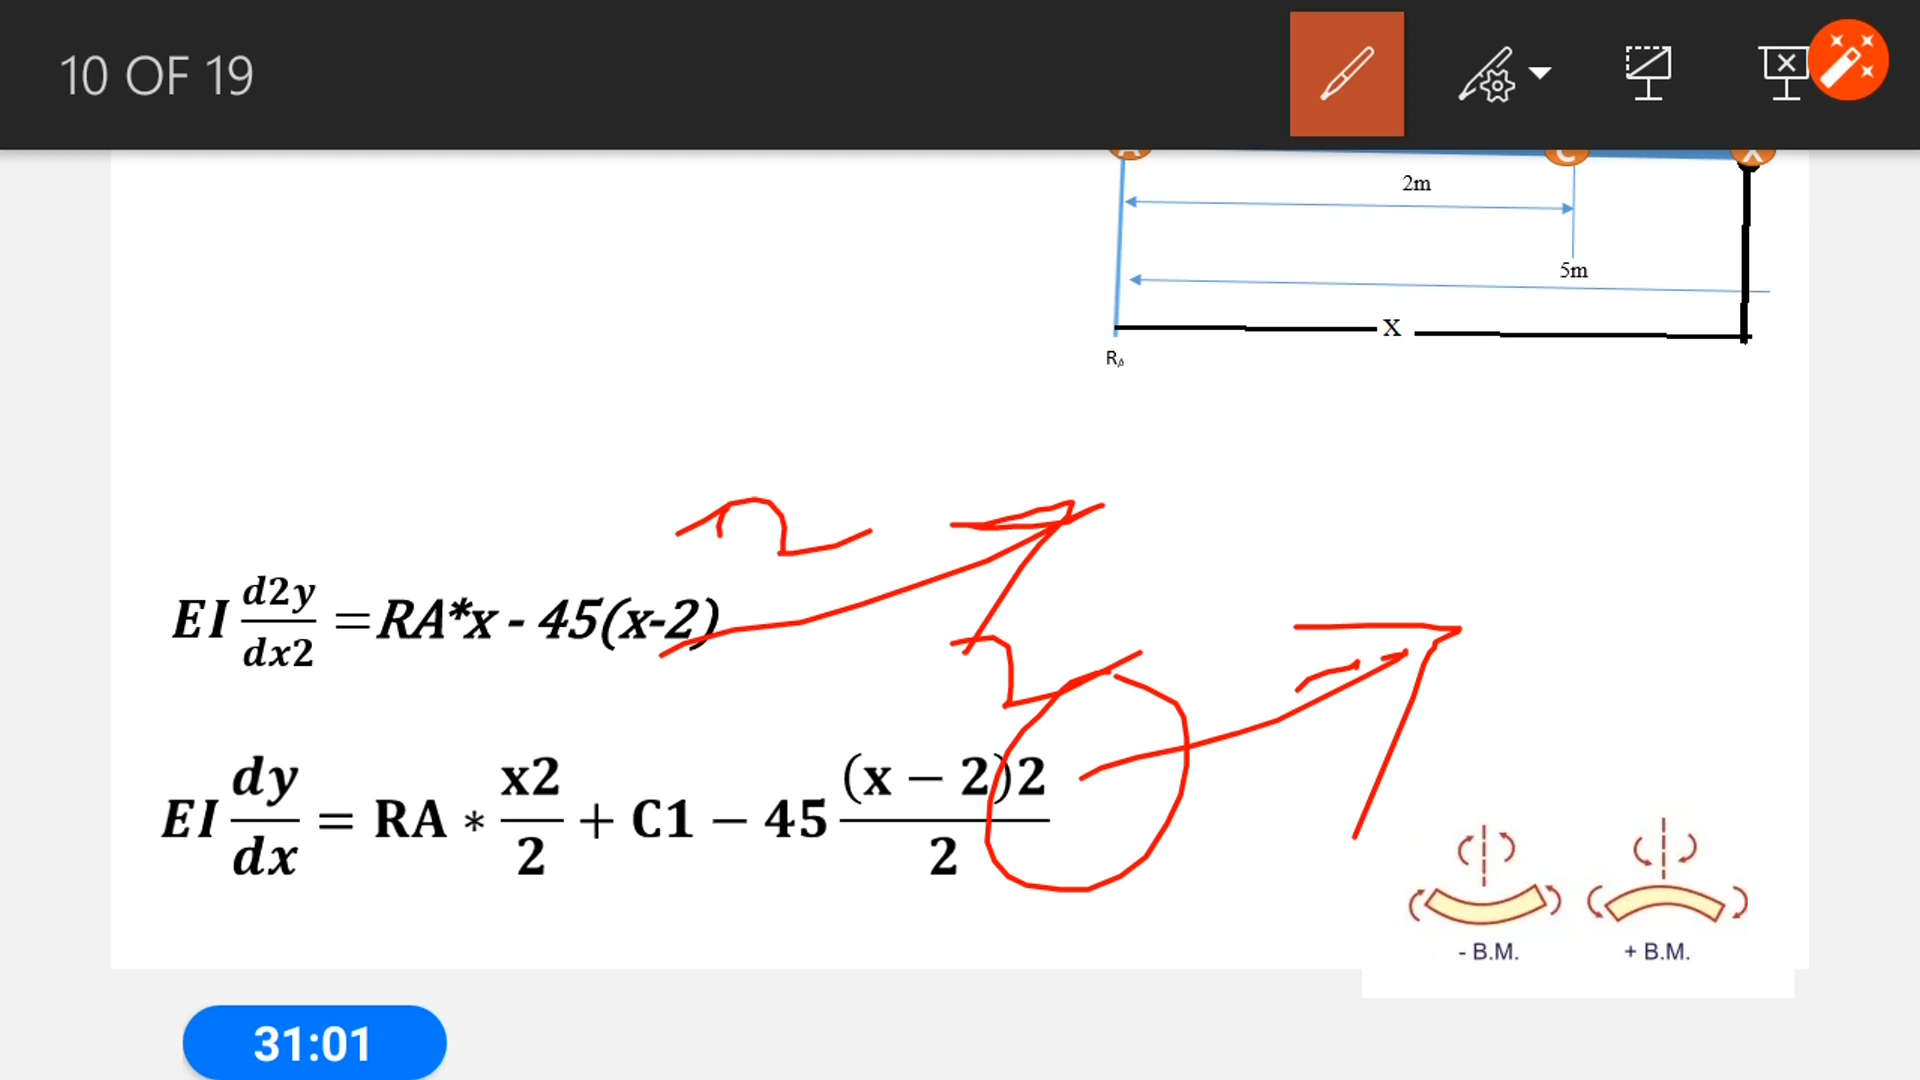 10 OF 19
A C X
2m
5m
X
RA
EI d2y/dx2 =RA*x - 45(x-2)
EI dy/dx = RA * x2/2 + C1 − 45 (x − 2)2/2
- B.M. + B.M.
31:01